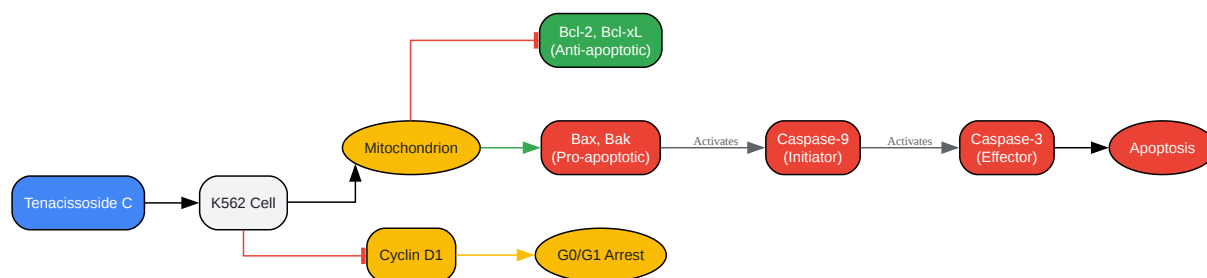 Bcl-2, Bcl-xL
(Anti-apoptotic)
Mitochondrion
Bax, Bak
(Pro-apoptotic)
Activates
Caspase-9
(Initiator)
Activates
Caspase-3
(Effector)
Apoptosis
Tenacissoside C
K562 Cell
Cyclin D1
G0/G1 Arrest